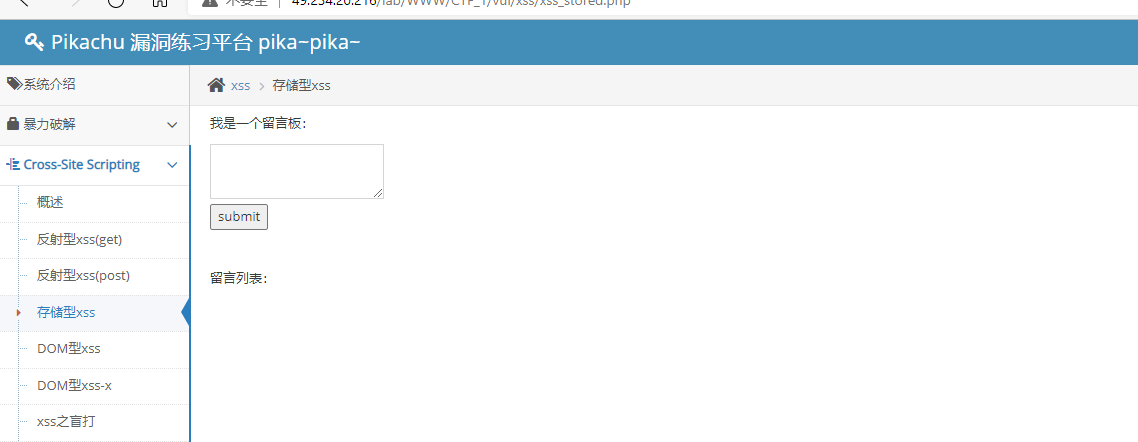 不安全 | 49.234.20.216/lab/WWW/CTF_1/vul/xss/xss_stored.php
Pikachu 漏洞练习平台 pika~pika~
系统介绍
xss > 存储型xss
暴力破解
我是一个留言板：
Cross-Site Scripting
概述
submit
反射型xss(get)
反射型xss(post)
留言列表：
存储型xss
DOM型xss
DOM型xss-x
xss之盲打